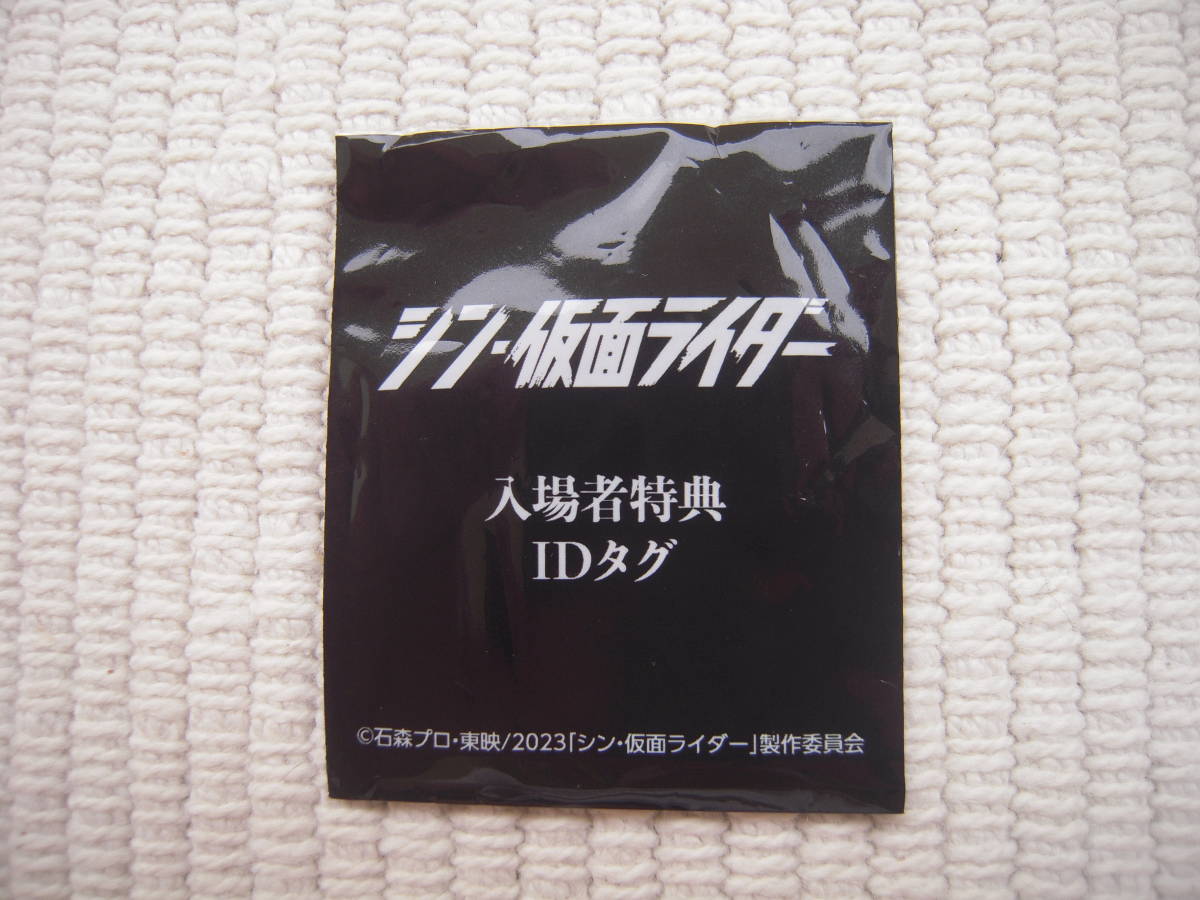 シン・仮面ライダー
入場者特典
IDタグ
©石森プロ・東映/2023「シン・仮面ライダー」製作委員会